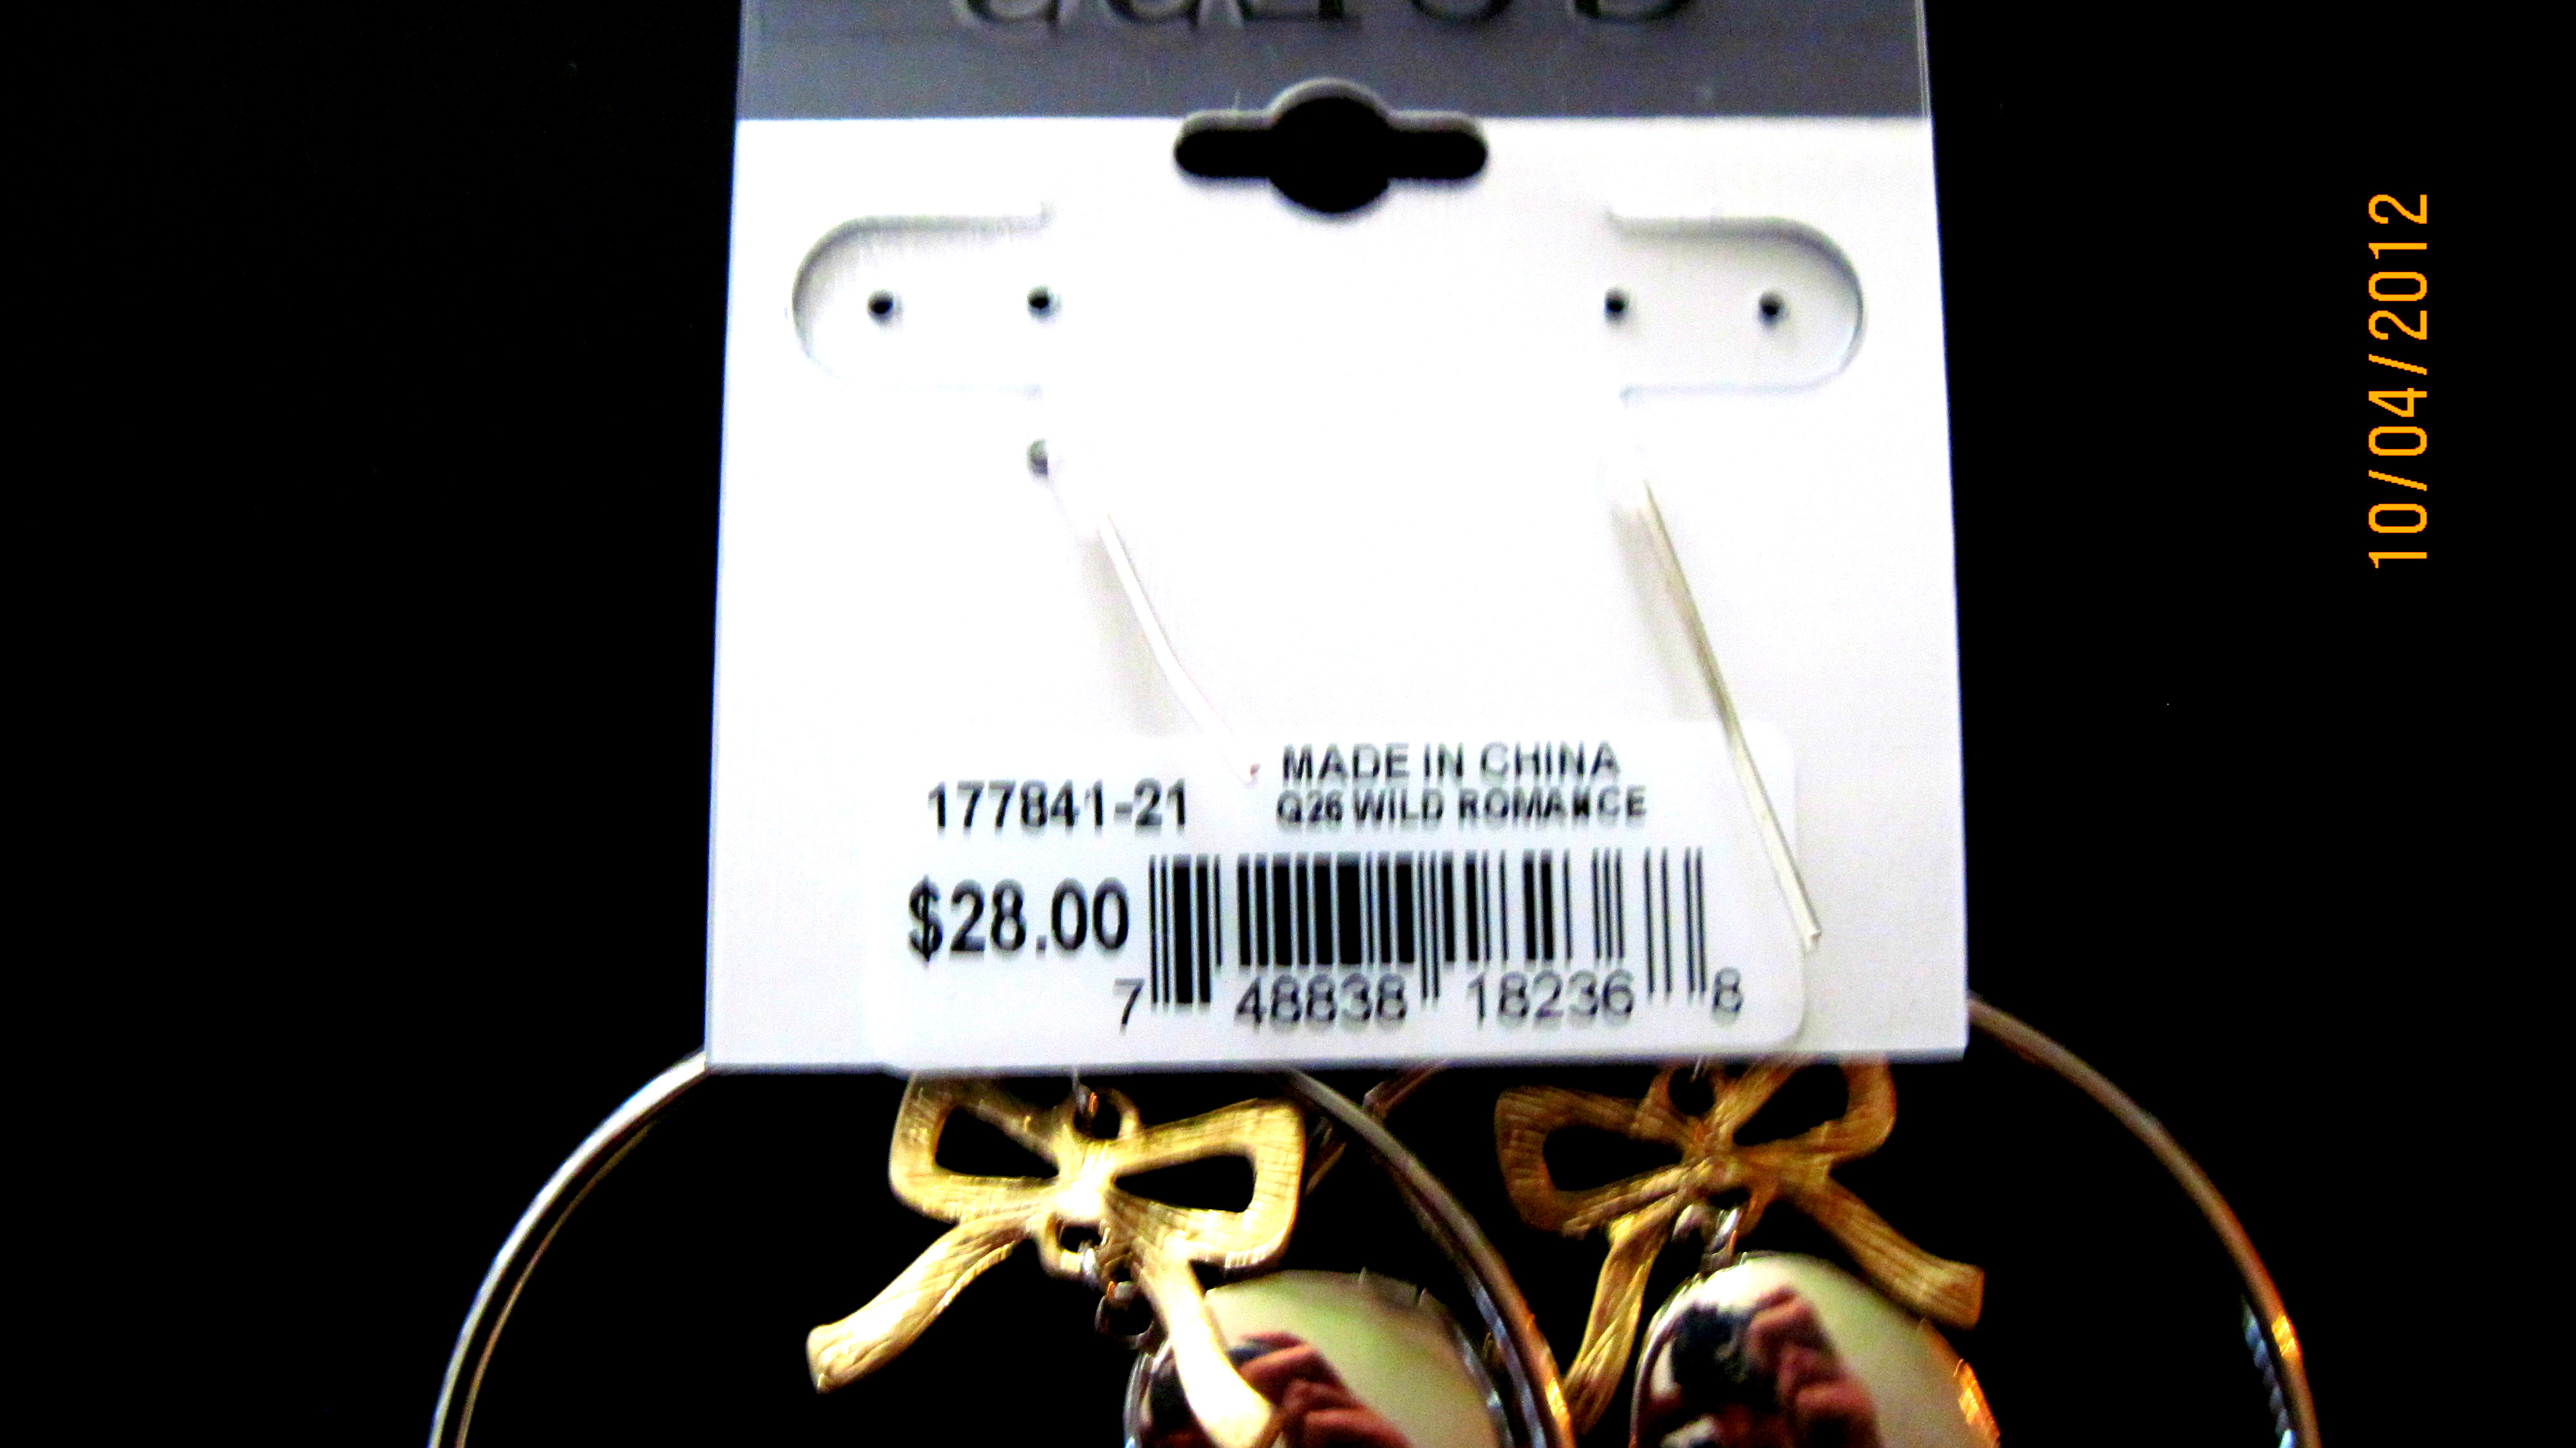 MADE IN CHINA
177841-21
Q26 WILD ROMANCE
$28.00
7 48838 18236 8
10/04/2012